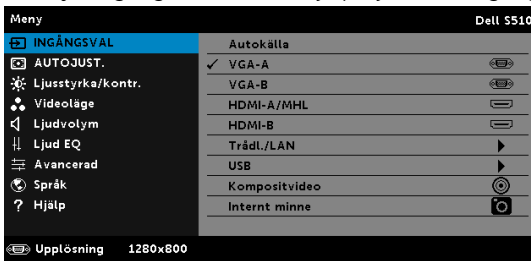 Meny Dell S510
INGÅNGSVAL
AUTOJUST.
Ljusstyrka/kontr.
Videoläge
Ljudvolym
Ljud EQ
Avancerad
Språk
Hjälp
Autokälla
VGA-A
VGA-B
HDMI-A/MHL
HDMI-B
Trådl./LAN
USB
Kompositvideo
Internt minne
Upplösning 1280x800